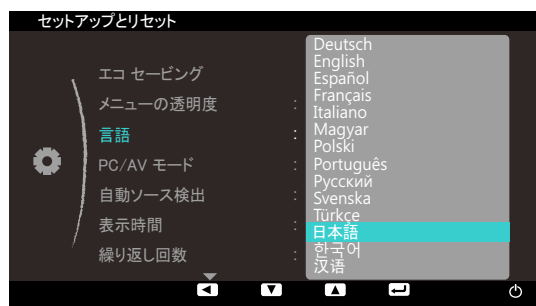 セットアップとリセット
エコ セービング
メニューの透明度 :
言語 :
PC/AV モード :
自動ソース検出 :
表示時間 :
繰り返し回数 :
Deutsch
English
Español
Français
Italiano
Magyar
Polski
Português
Русский
Svenska
Türkçe
日本語
한국어
汉语